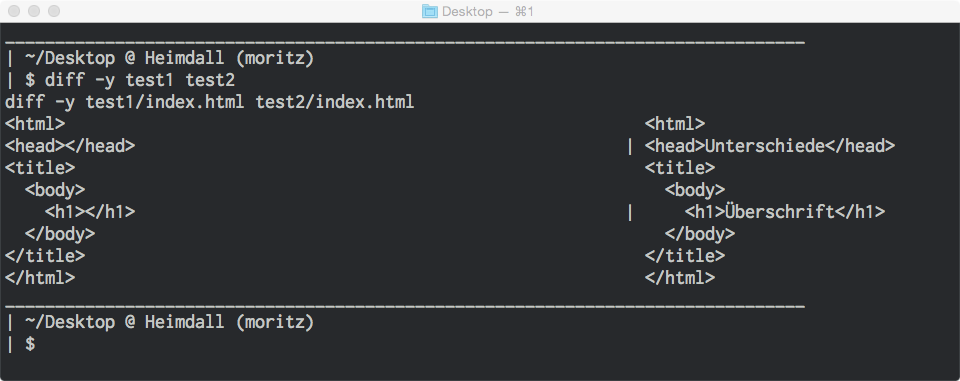 Desktop — ⌘1
________________________________________________________________________________
| ~/Desktop @ Heimdall (moritz)
| $ diff -y test1 test2
diff -y test1/index.html test2/index.html
<html>                                                          <html>
<head></head>                                                 | <head>Unterschiede</head>
<title>                                                         <title>
  <body>                                                          <body>
    <h1></h1>                                                 |     <h1>Überschrift</h1>
  </body>                                                         </body>
</title>                                                        </title>
</html>                                                         </html>
________________________________________________________________________________
| ~/Desktop @ Heimdall (moritz)
| $